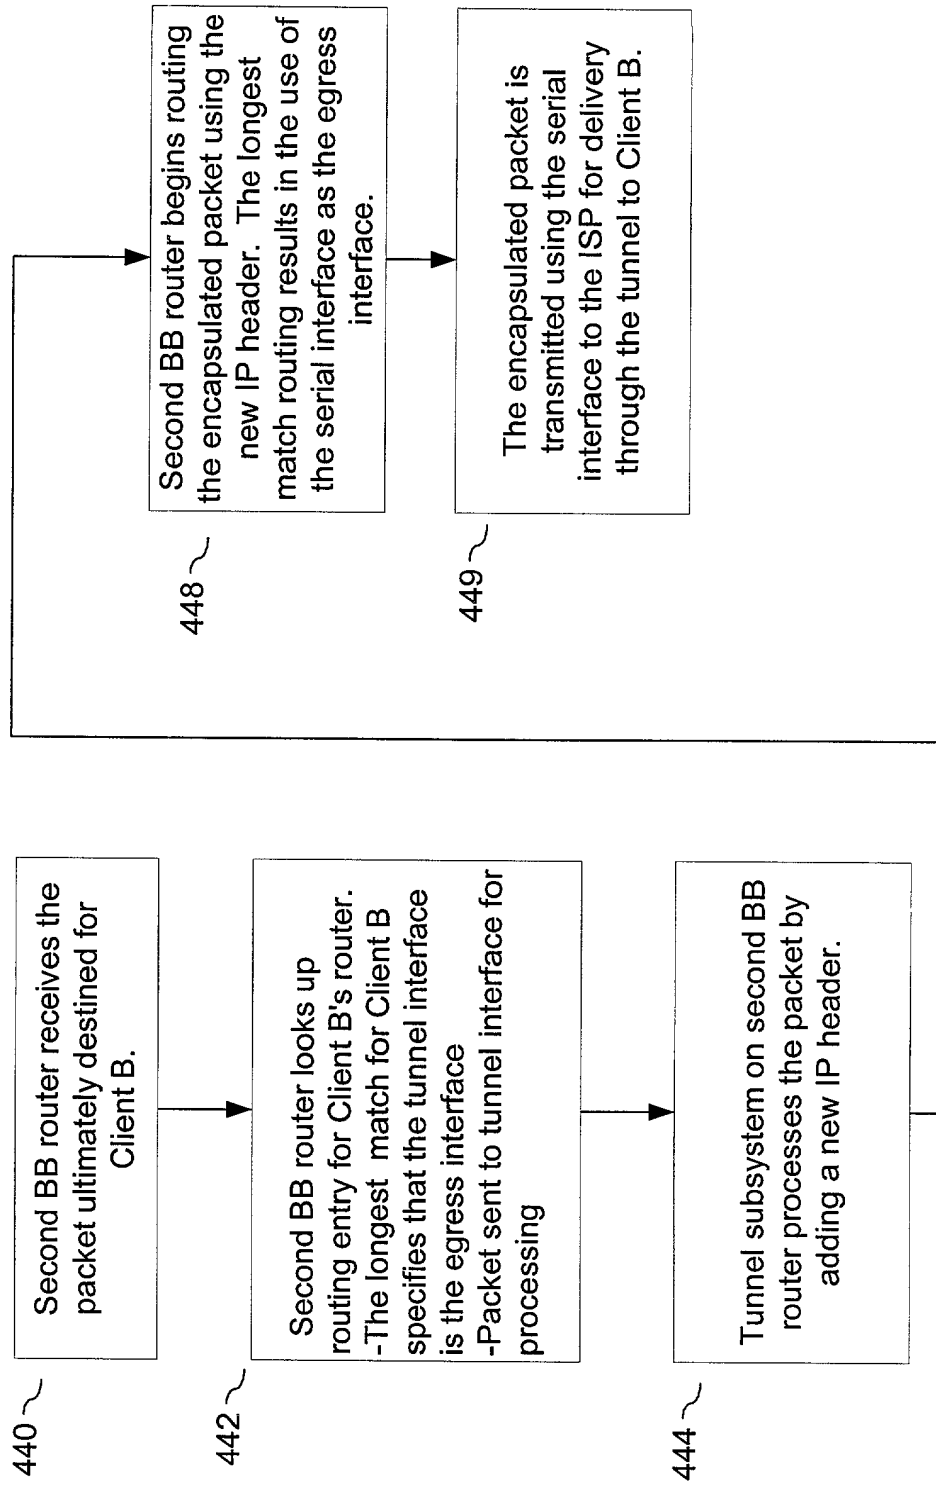 440
Second BB router receives the
packet ultimately destined for
Client B.
442
Second BB router looks up
routing entry for Client B's router.
-The longest match for Client B
specifies that the tunnel interface
is the egress interface
-Packet sent to tunnel interface for
processing
444
Tunnel subsystem on second BB
router processes the packet by
adding a new IP header.
448
Second BB router begins routing
the encapsulated packet using the
new IP header. The longest
match routing results in the use of
the serial interface as the egress
interface.
449
The encapsulated packet is
transmitted using the serial
interface to the ISP for delivery
through the tunnel to Client B.